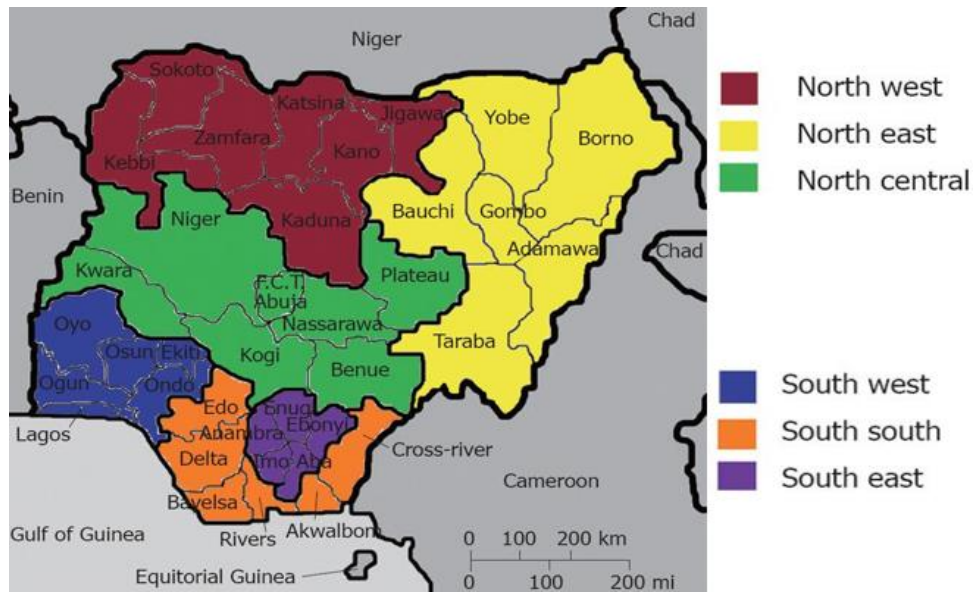 Chad
Niger
Sokoto
Katsina
Jigawa
Yobe
Borno
Zamfara
Kano
Kebbi
Benin
Niger
Kaduna
Bauchi
Gombo
Adamawa
Chad
Kwara
F.C.T.
Abuja
Plateau
Nassarawa
Oyo
Osun
Ekiti
Kogi
Benue
Taraba
Ogun
Ondo
Lagos
Edo
Enugu
Ebonyi
Anambra
Cross-river
Delta
Imo
Aba
Cameroon
Bayelsa
Gulf of Guinea
Rivers
Akwalbom
Equitorial Guinea
0 100 200 km
0 100 200 mi
North west
North east
North central
South west
South south
South east